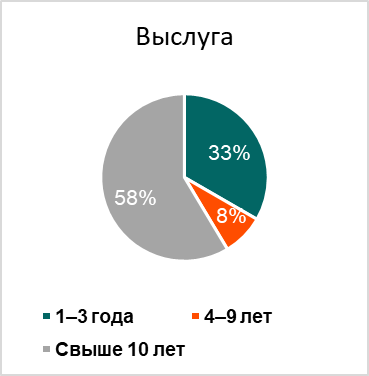 Выслуга
33%
8%
58%
1–3 года
4–9 лет
Свыше 10 лет